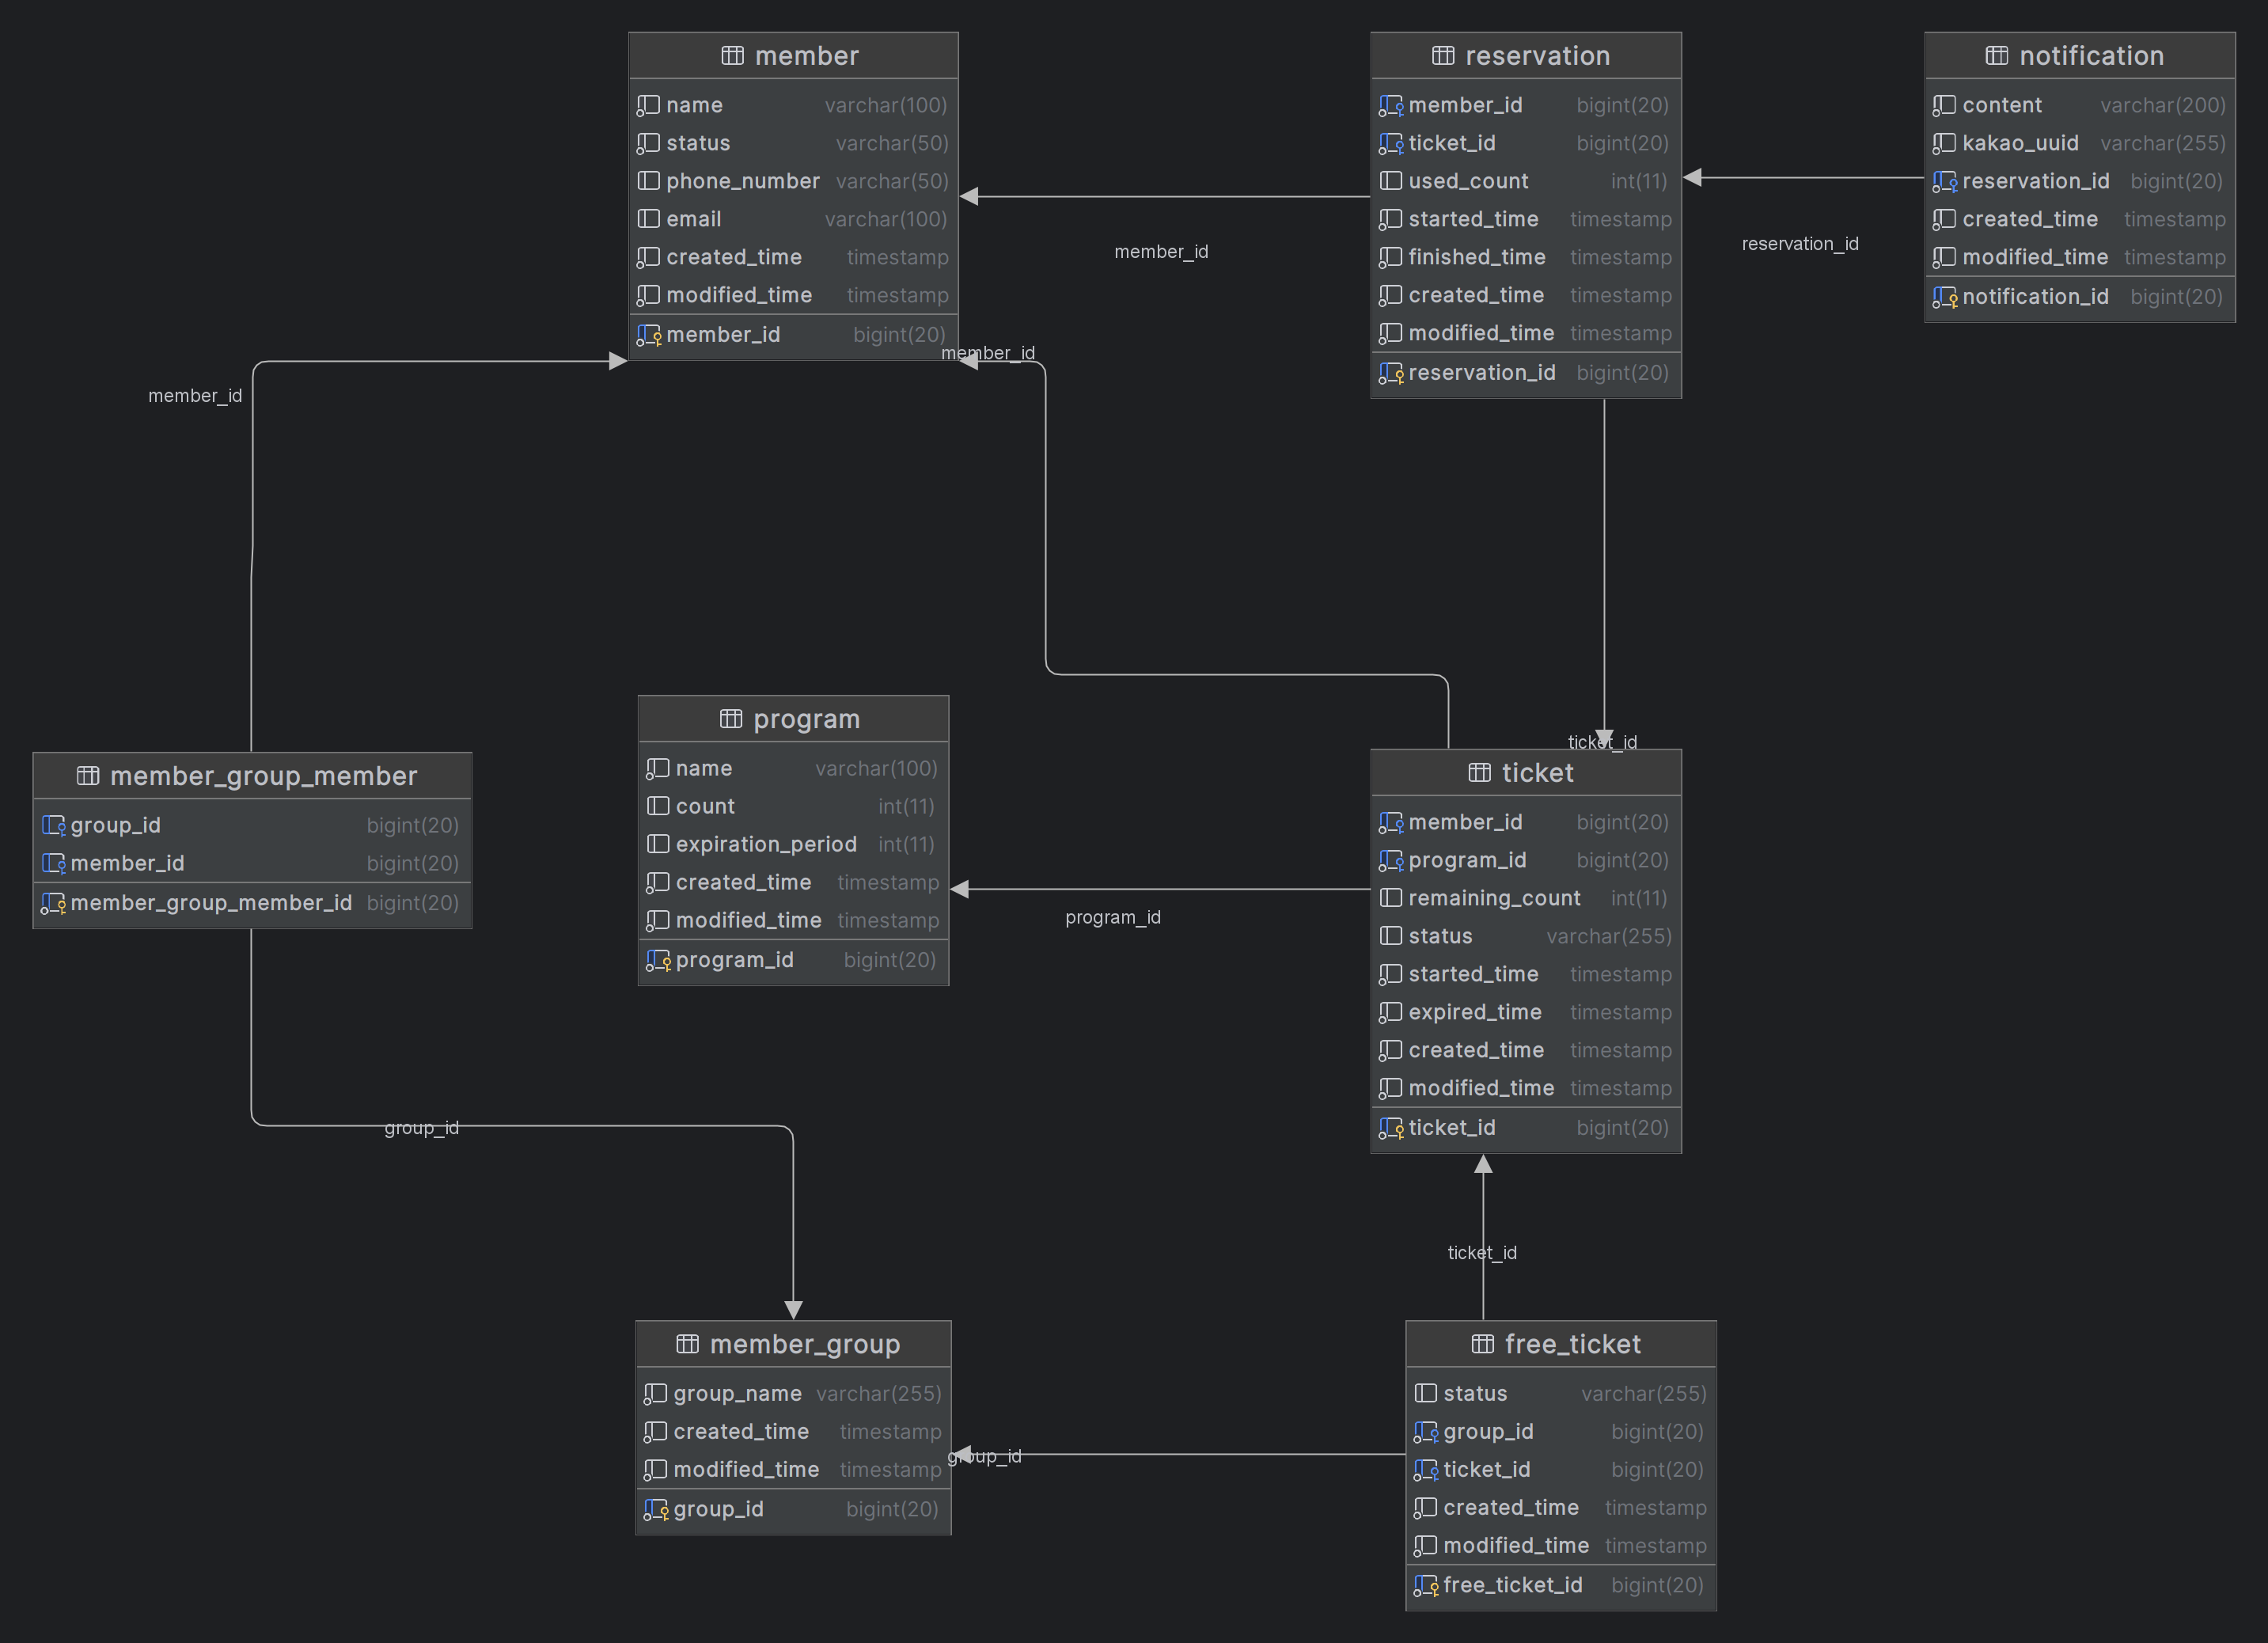 member
name varchar(100)
status varchar(50)
phone_number varchar(50)
email varchar(100)
created_time timestamp
modified_time timestamp
member_id bigint(20)
reservation
member_id bigint(20)
ticket_id bigint(20)
used_count int(11)
started_time timestamp
finished_time timestamp
created_time timestamp
modified_time timestamp
reservation_id bigint(20)
notification
content varchar(200)
kakao_uuid varchar(255)
reservation_id bigint(20)
created_time timestamp
modified_time timestamp
notification_id bigint(20)
member_id
reservation_id
member_id
member_id
program
name varchar(100)
count int(11)
expiration_period int(11)
created_time timestamp
modified_time timestamp
program_id bigint(20)
member_group_member
group_id bigint(20)
member_id bigint(20)
member_group_member_id bigint(20)
ticket_id
ticket
member_id bigint(20)
program_id bigint(20)
remaining_count int(11)
status varchar(255)
started_time timestamp
expired_time timestamp
created_time timestamp
modified_time timestamp
ticket_id bigint(20)
program_id
group_id
ticket_id
member_group
group_name varchar(255)
created_time timestamp
modified_time timestamp
group_id bigint(20)
group_id
free_ticket
status varchar(255)
group_id bigint(20)
ticket_id bigint(20)
created_time timestamp
modified_time timestamp
free_ticket_id bigint(20)